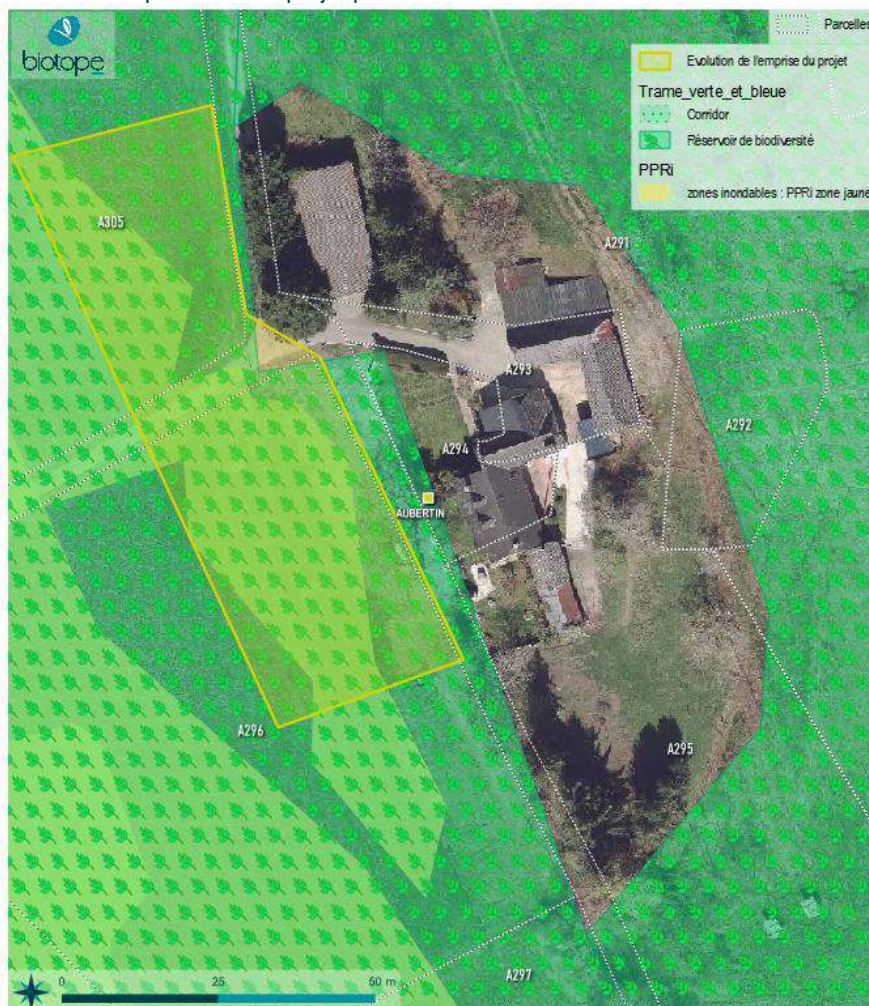 biotope
Parcelles
Evolution de l'emprise du projet
Trame_verte_et_bleue
Corridor
Réservoir de biodiversité
PPRi
zones inondables : PPRi zone jaune
A305
A291
A293
A292
A294
AUBERTIN
A296
A295
A297
0 25 50 m